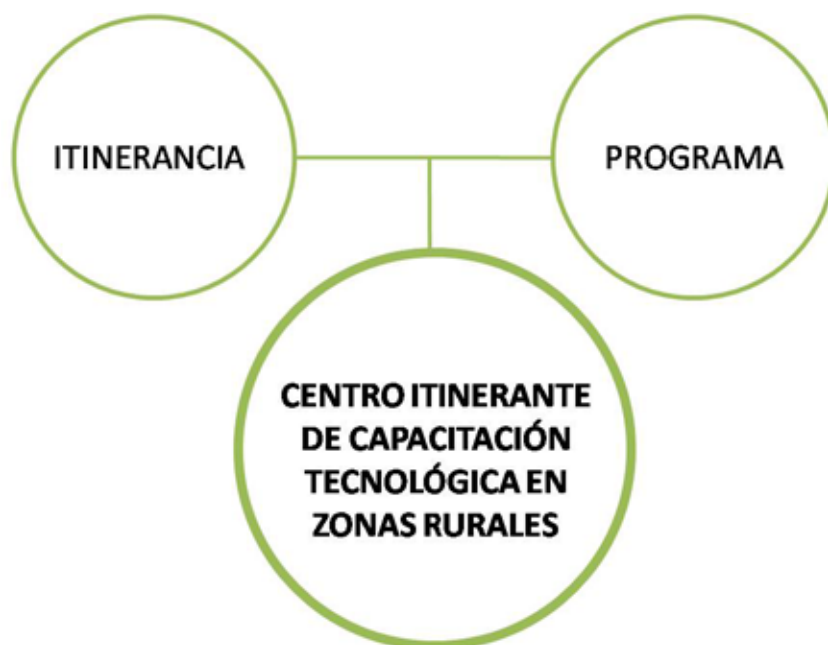 ITINERANCIA
PROGRAMA
CENTRO ITINERANTE
DE CAPACITACIÓN
TECNOLÓGICA EN
ZONAS RURALES